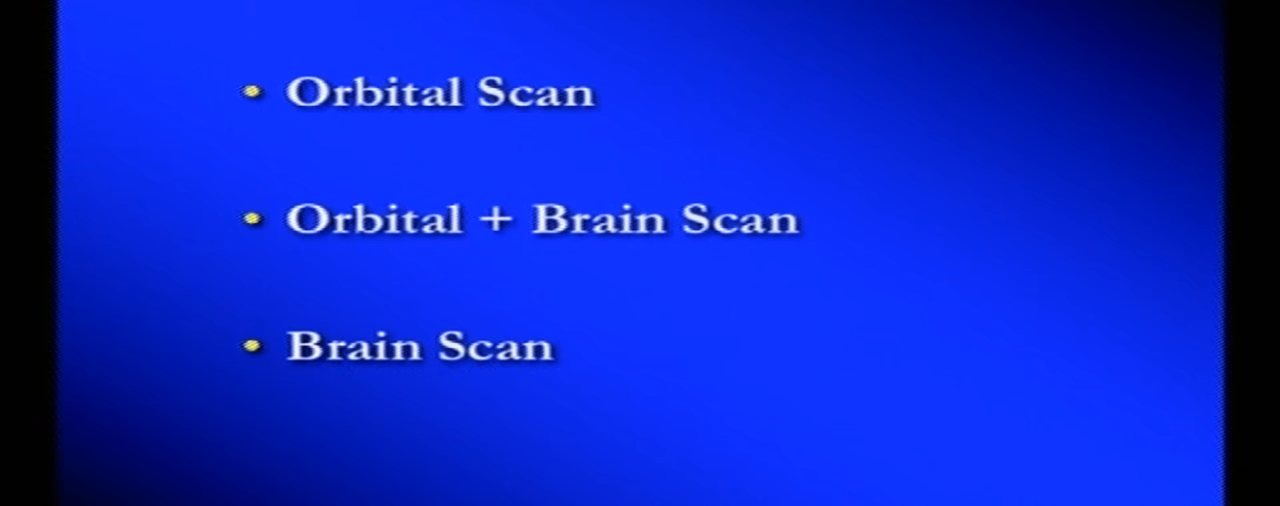 • Orbital Scan
• Orbital + Brain Scan
• Brain Scan